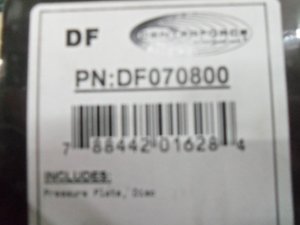 DF
CENTERFORCE
PN:DF070800
7 88442 01628 4
INCLUDES:
Pressure Plate, Disc